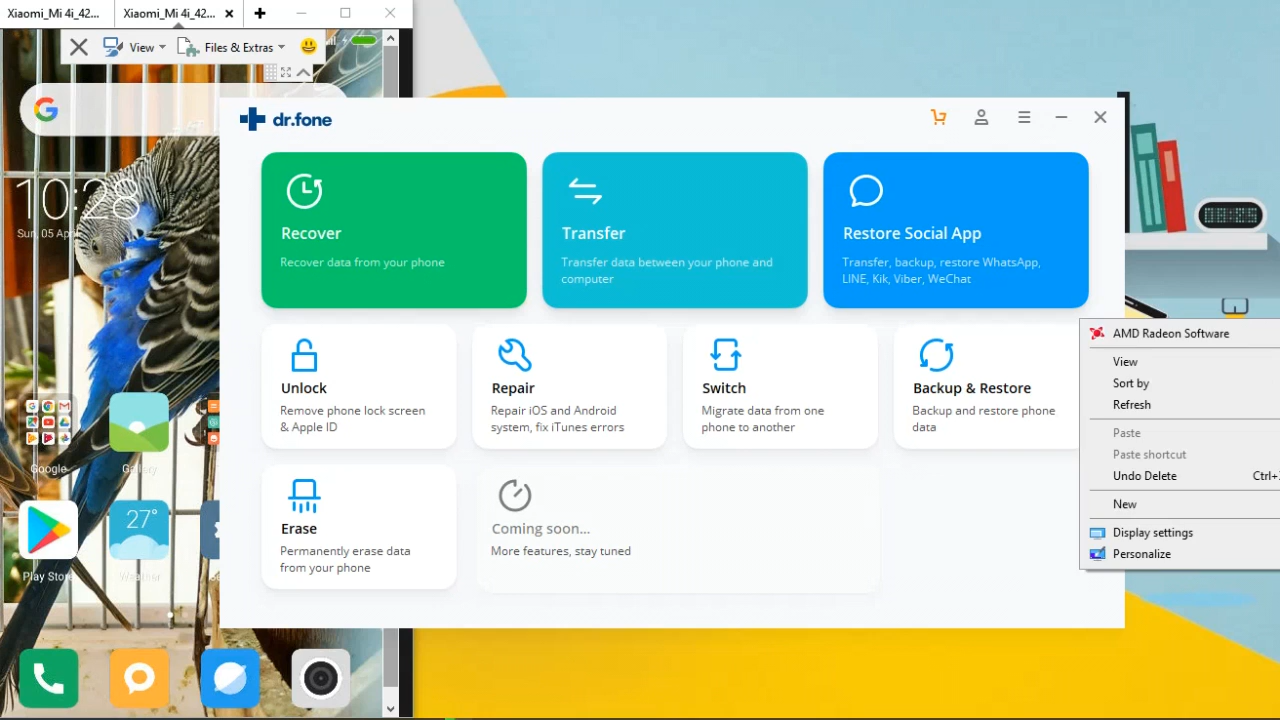 Xiaomi_Mi 4i_42...
Xiaomi_Mi 4i_42...
View
Files & Extras
10:28
Sun, 05 Apr
Google
Gallery
27°
Play Store
Weather
dr.fone
Recover
Recover data from your phone
Transfer
Transfer data between your phone and
computer
Restore Social App
Transfer, backup, restore WhatsApp,
LINE, Kik, Viber, WeChat
Unlock
Remove phone lock screen
& Apple ID
Repair
Repair iOS and Android
system, fix iTunes errors
Switch
Migrate data from one
phone to another
Backup & Restore
Backup and restore phone
data
Erase
Permanently erase data
from your phone
Coming soon...
More features, stay tuned
AMD Radeon Software
View
Sort by
Refresh
Paste
Paste shortcut
Undo Delete
Ctrl+
New
Display settings
Personalize